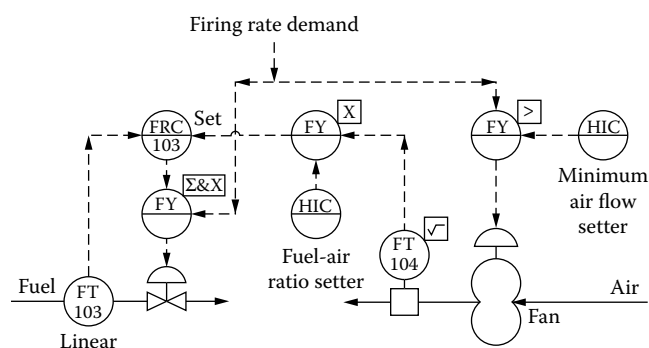 Firing rate demand
Set
X
>
FRC
103
FY
FY
HIC
Σ&X
FY
HIC
Minimum
air flow
setter
Fuel-air
ratio setter
√
FT
104
Fuel
FT
103
Linear
Air
Fan